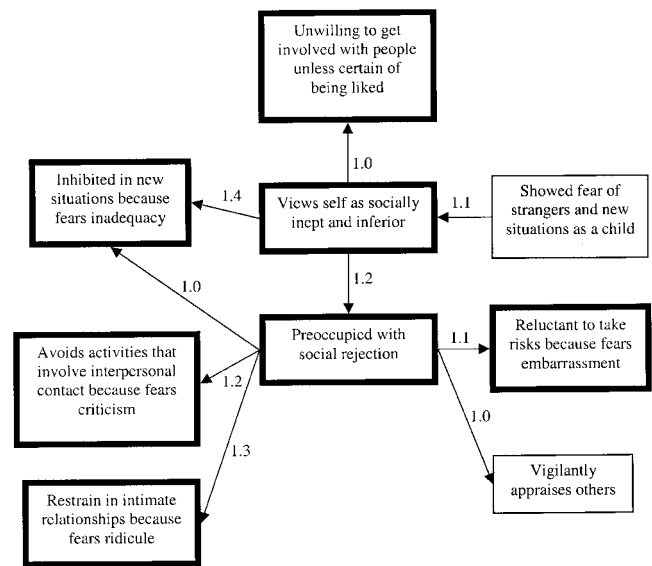 Unwilling to get
involved with people
unless certain of
being liked
1.0
Inhibited in new
situations because
fears inadequacy
1.4
Views self as socially
inept and inferior
1.1
Showed fear of
strangers and new
situations as a child
1.0
1.2
Preoccupied with
social rejection
1.1
Reluctant to take
risks because fears
embarrassment
Avoids activities that
involve interpersonal
contact because fears
criticism
1.2
1.0
1.3
Restrain in intimate
relationships because
fears ridicule
Vigilantly
appraises others